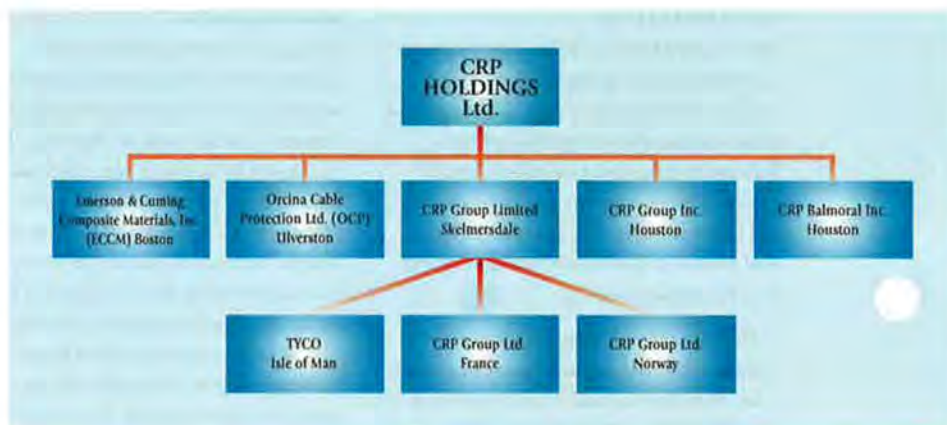 CRP
HOLDINGS
Ltd.
Emerson & Cuming
Composite Materials, Inc.
(ECCM) Boston
Orcina Cable
Protection Ltd. (OCP)
Ulverston
CRP Group Limited
Skelmersdale
CRP Group Inc.
Houston
CRP Balmoral Inc.
Houston
TYCO
Isle of Man
CRP Group Ltd.
France
CRP Group Ltd.
Norway